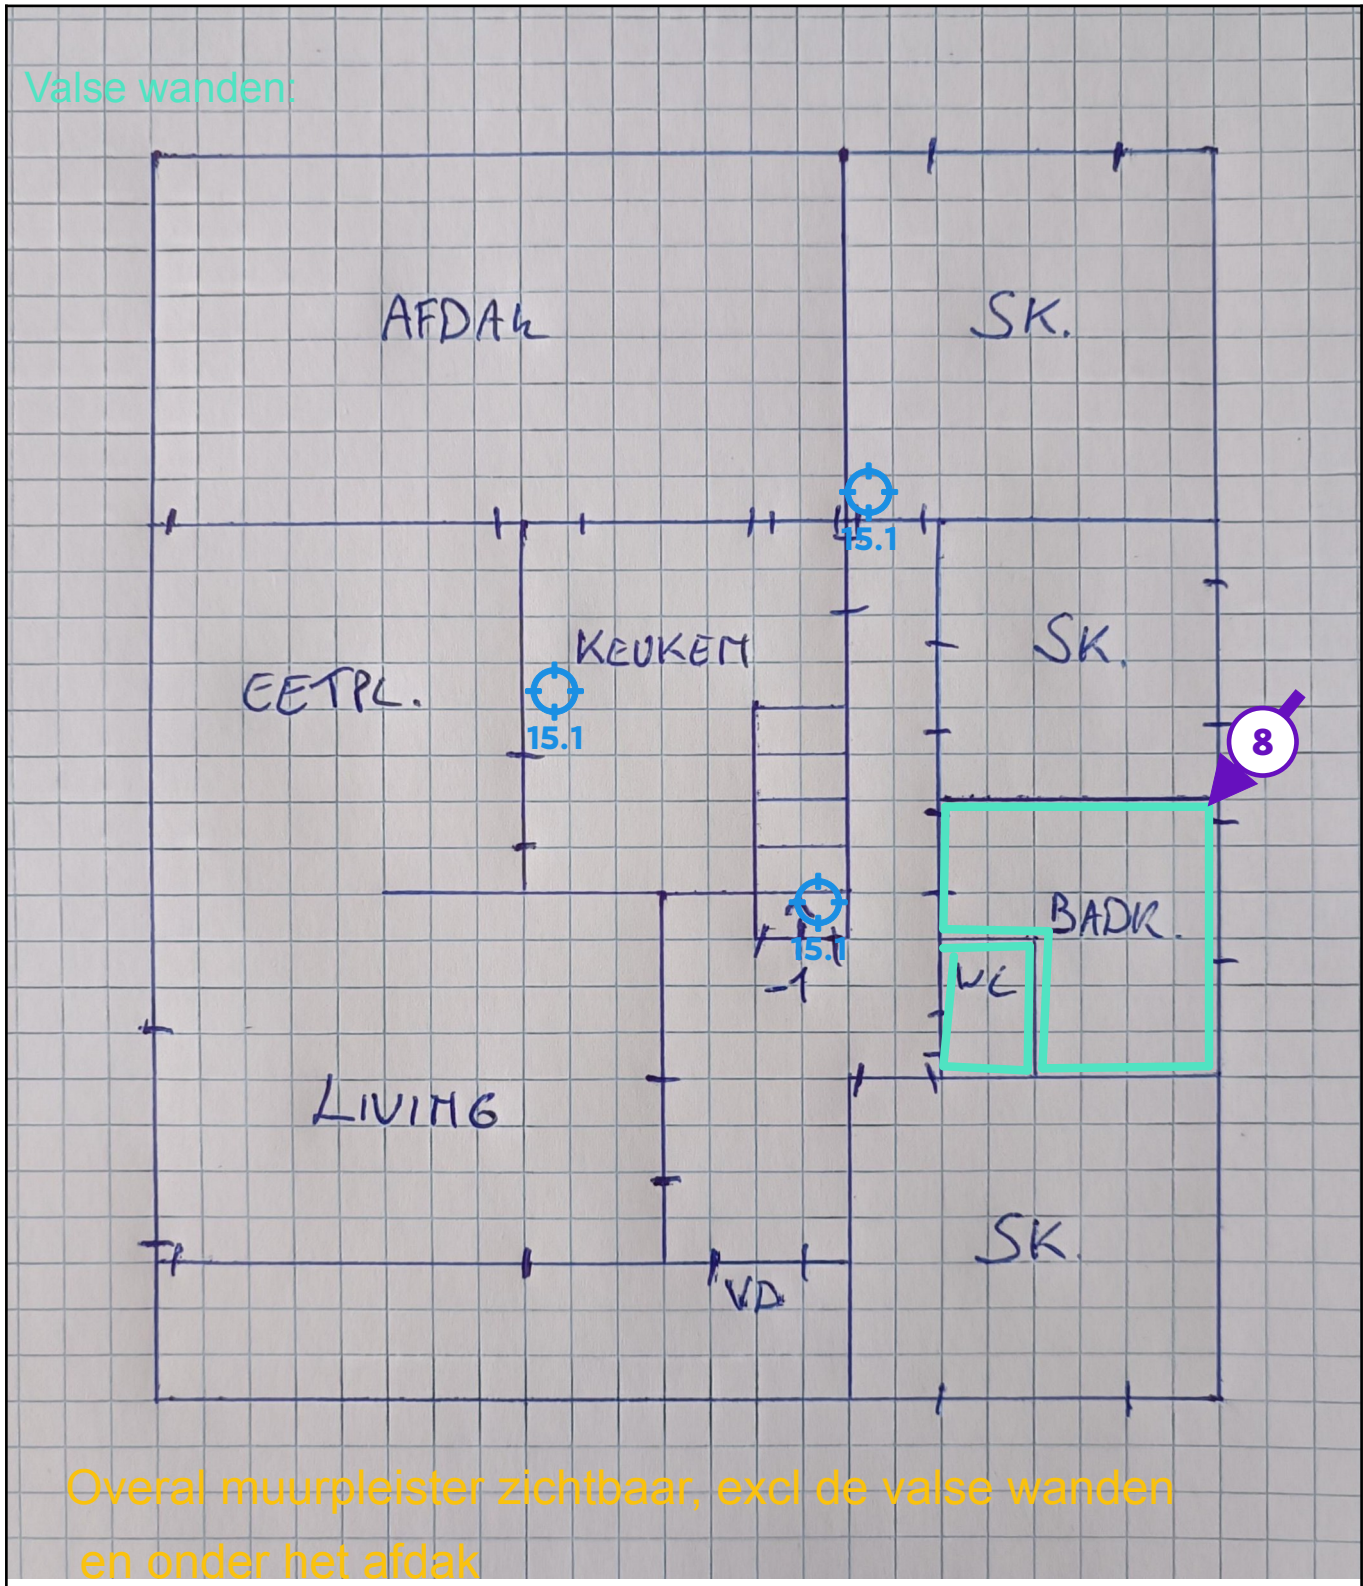 Valse wanden:
AFDAK
SK.
15.1
KEUKEN
SK.
EETPL.
15.1
8
BADK.
15.1
WC
-1
LIVING
SK.
VD
Overal muurpleister zichtbaar, excl de valse wanden
en onder het afdak